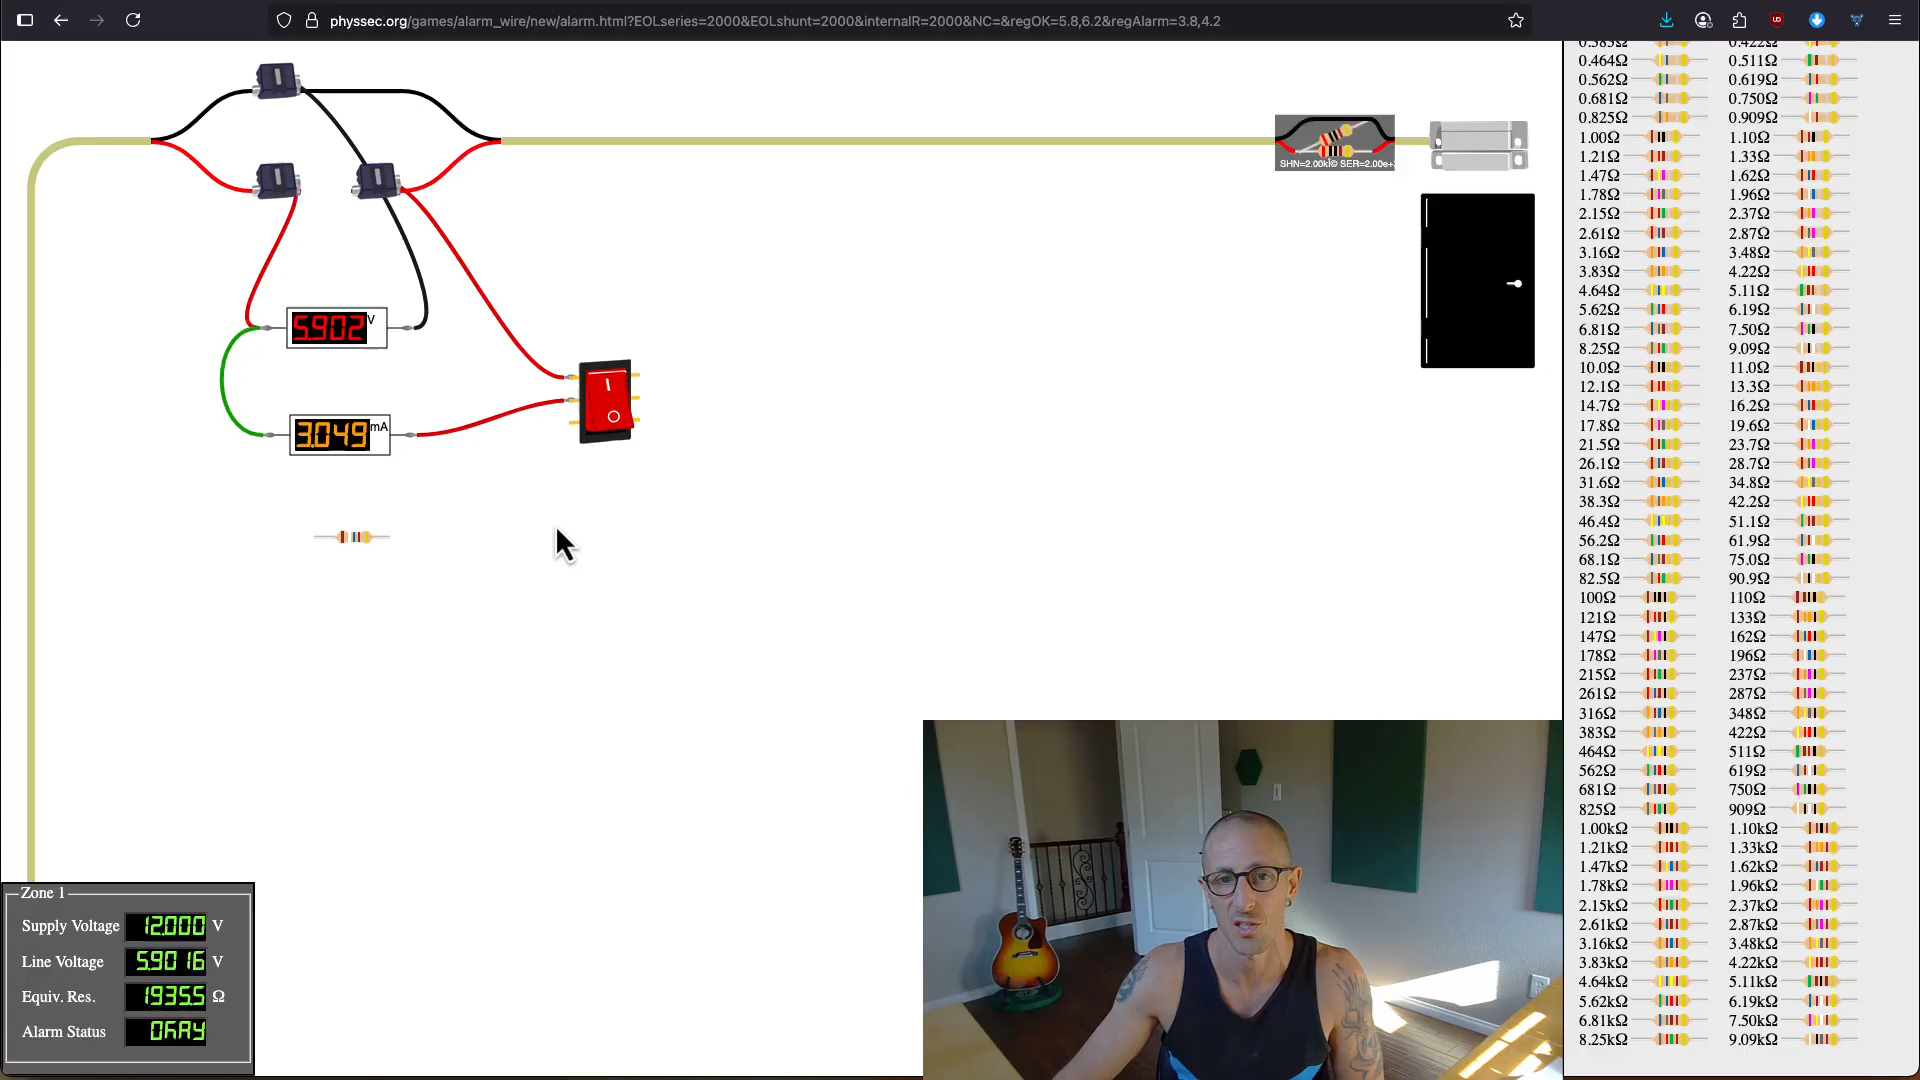 physsec.org/games/alarm_wire/new/alarm.html?EOLseries=2000&EOLshunt=2000&internalR=2000&NC=&regOK=5.8,6.2&regAlarm=3.8,4.2
5.902 V
3.049 mA
I
O
Zone 1
Supply Voltage 12.000 V
Line Voltage 5.9016 V
Equiv. Res. 1935.5 Ω
Alarm Status OKAY
0.383Ω 0.422Ω
0.464Ω 0.511Ω
0.562Ω 0.619Ω
0.681Ω 0.750Ω
0.825Ω 0.909Ω
1.00Ω 1.10Ω
1.21Ω 1.33Ω
1.47Ω 1.62Ω
1.78Ω 1.96Ω
2.15Ω 2.37Ω
2.61Ω 2.87Ω
3.16Ω 3.48Ω
3.83Ω 4.22Ω
4.64Ω 5.11Ω
5.62Ω 6.19Ω
6.81Ω 7.50Ω
8.25Ω 9.09Ω
10.0Ω 11.0Ω
12.1Ω 13.3Ω
14.7Ω 16.2Ω
17.8Ω 19.6Ω
21.5Ω 23.7Ω
26.1Ω 28.7Ω
31.6Ω 34.8Ω
38.3Ω 42.2Ω
46.4Ω 51.1Ω
56.2Ω 61.9Ω
68.1Ω 75.0Ω
82.5Ω 90.9Ω
100Ω 110Ω
121Ω 133Ω
147Ω 162Ω
178Ω 196Ω
215Ω 237Ω
261Ω 287Ω
316Ω 348Ω
383Ω 422Ω
464Ω 511Ω
562Ω 619Ω
681Ω 750Ω
825Ω 909Ω
1.00kΩ 1.10kΩ
1.21kΩ 1.33kΩ
1.47kΩ 1.62kΩ
1.78kΩ 1.96kΩ
2.15kΩ 2.37kΩ
2.61kΩ 2.87kΩ
3.16kΩ 3.48kΩ
3.83kΩ 4.22kΩ
4.64kΩ 5.11kΩ
5.62kΩ 6.19kΩ
6.81kΩ 7.50kΩ
8.25kΩ 9.09kΩ